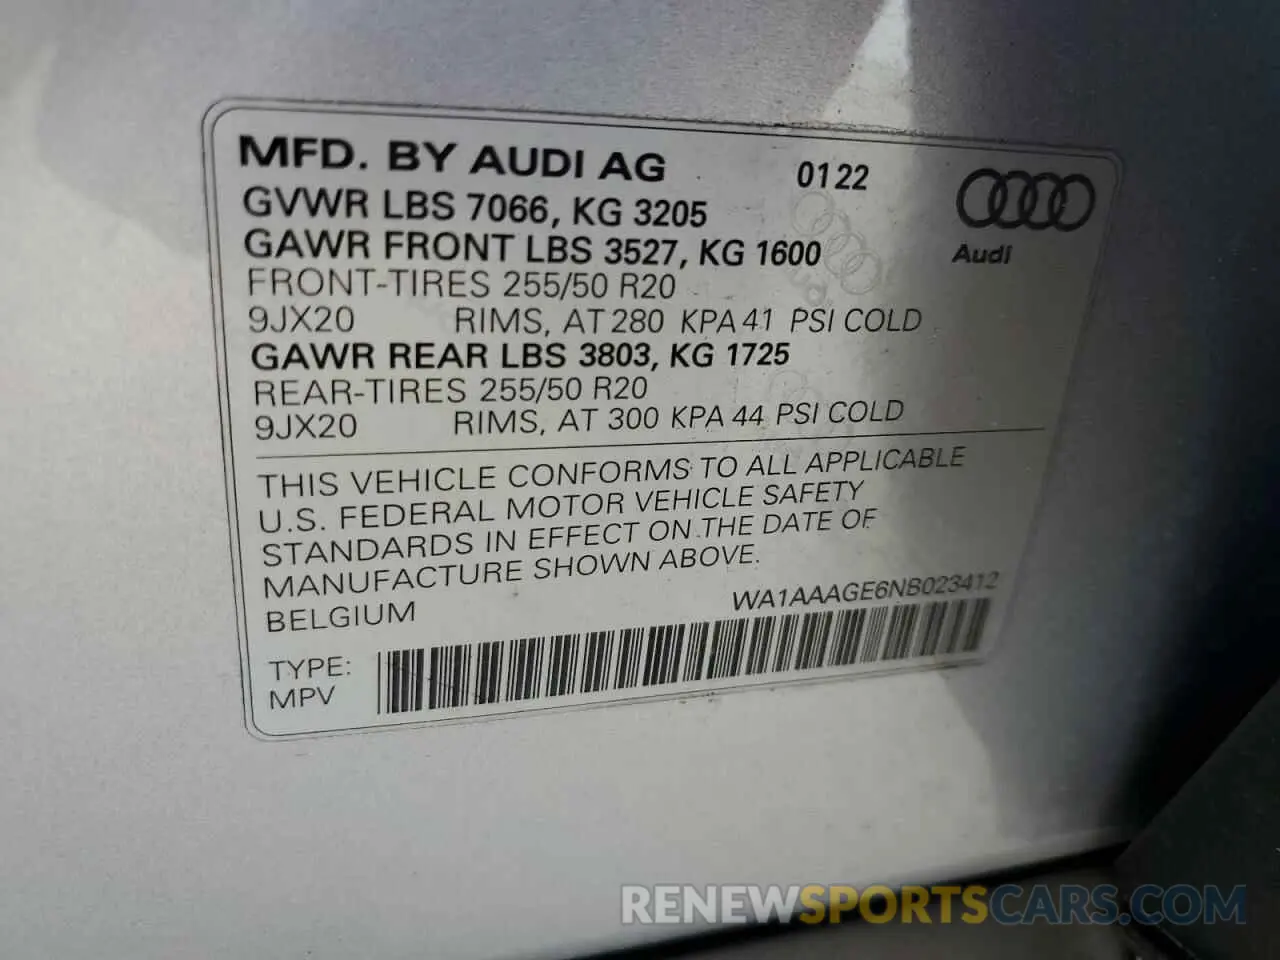 MFD. BY AUDI AG 0122
GVWR LBS 7066, KG 3205
GAWR FRONT LBS 3527, KG 1600
Audi
FRONT-TIRES 255/50 R20
9JX20 RIMS, AT 280 KPA 41 PSI COLD
GAWR REAR LBS 3803, KG 1725
REAR-TIRES 255/50 R20
9JX20 RIMS, AT 300 KPA 44 PSI COLD
THIS VEHICLE CONFORMS TO ALL APPLICABLE
U.S. FEDERAL MOTOR VEHICLE SAFETY
STANDARDS IN EFFECT ON THE DATE OF
MANUFACTURE SHOWN ABOVE.
BELGIUM WA1AAAGE6NB023412
TYPE:
MPV
RENEWSPORTSCARS.COM